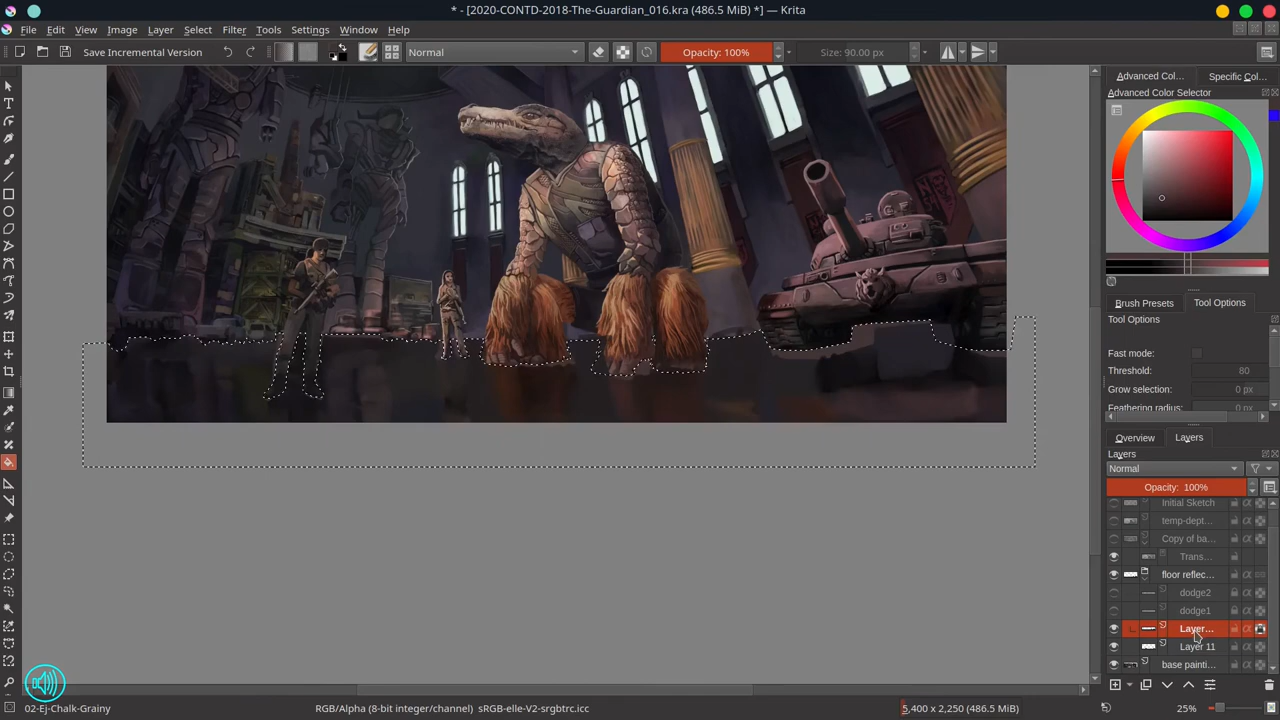 * - [2020-CONTD-2018-The-Guardian_016.kra (486.5 MiB) *] — Krita
File Edit View Image Layer Select Filter Tools Settings Window Help
Save Incremental Version Normal Opacity: 100% Size: 90.00 px
Advanced Col... Specific Col...
Advanced Color Selector
Brush Presets Tool Options
Tool Options
Fast mode:
Threshold: 80
Grow selection: 0 px
Feathering radius: 0 px
Overview Layers
Layers
Normal
Opacity: 100%
Initial Sketch
temp-dept...
Copy of ba...
Trans...
floor reflec...
dodge2
dodge1
Layer...
Layer 11
base painti...
02-Ej-Chalk-Grainy RGB/Alpha (8-bit integer/channel) sRGB-elle-V2-srgbtrc.icc 5,400 x 2,250 (486.5 MiB) 25%